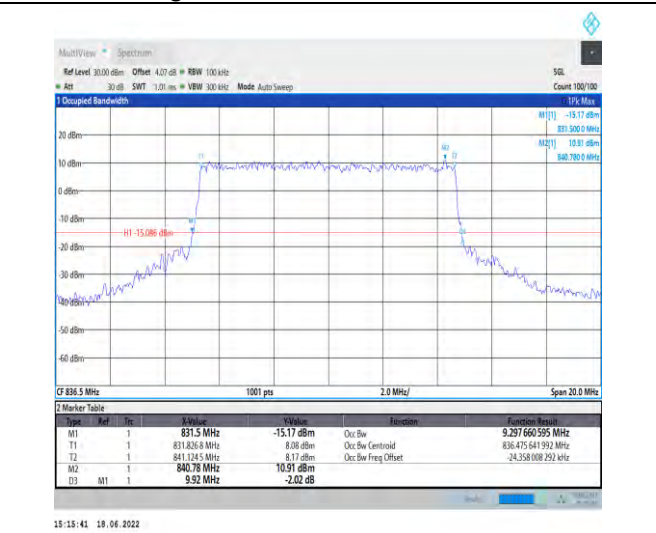 MultiView Spectrum
Ref Level 30.00 dBm Offset 4.07 dB RBW 100 kHz SGL
Att 30 dB SWT 1.01 ms VBW 300 kHz Mode Auto Sweep Count 100/100
1 Occupied Bandwidth 1Pk Max
M1[1] -15.17 dBm
831.500 0 MHz
M2[1] 10.91 dBm
840.780 0 MHz
20 dBm
M2
T1 T2
10 dBm
0 dBm
-10 dBm
M1
H1 -15.086 dBm
-20 dBm
-30 dBm
-40 dBm
-50 dBm
-60 dBm
CF 836.5 MHz 1001 pts 2.0 MHz/ Span 20.0 MHz
2 Marker Table
Type Ref Trc X-Value Y-Value Function Function Result
M1 1 831.5 MHz -15.17 dBm Occ Bw 9.297 660 595 MHz
T1 1 831.826 8 MHz 8.08 dBm Occ Bw Centroid 836.475 641 992 MHz
T2 1 841.124 5 MHz 8.17 dBm Occ Bw Freq Offset -24.358 008 292 kHz
M2 1 840.78 MHz 10.91 dBm
D3 M1 1 9.92 MHz -2.02 dB
15:15:41 18.06.2022